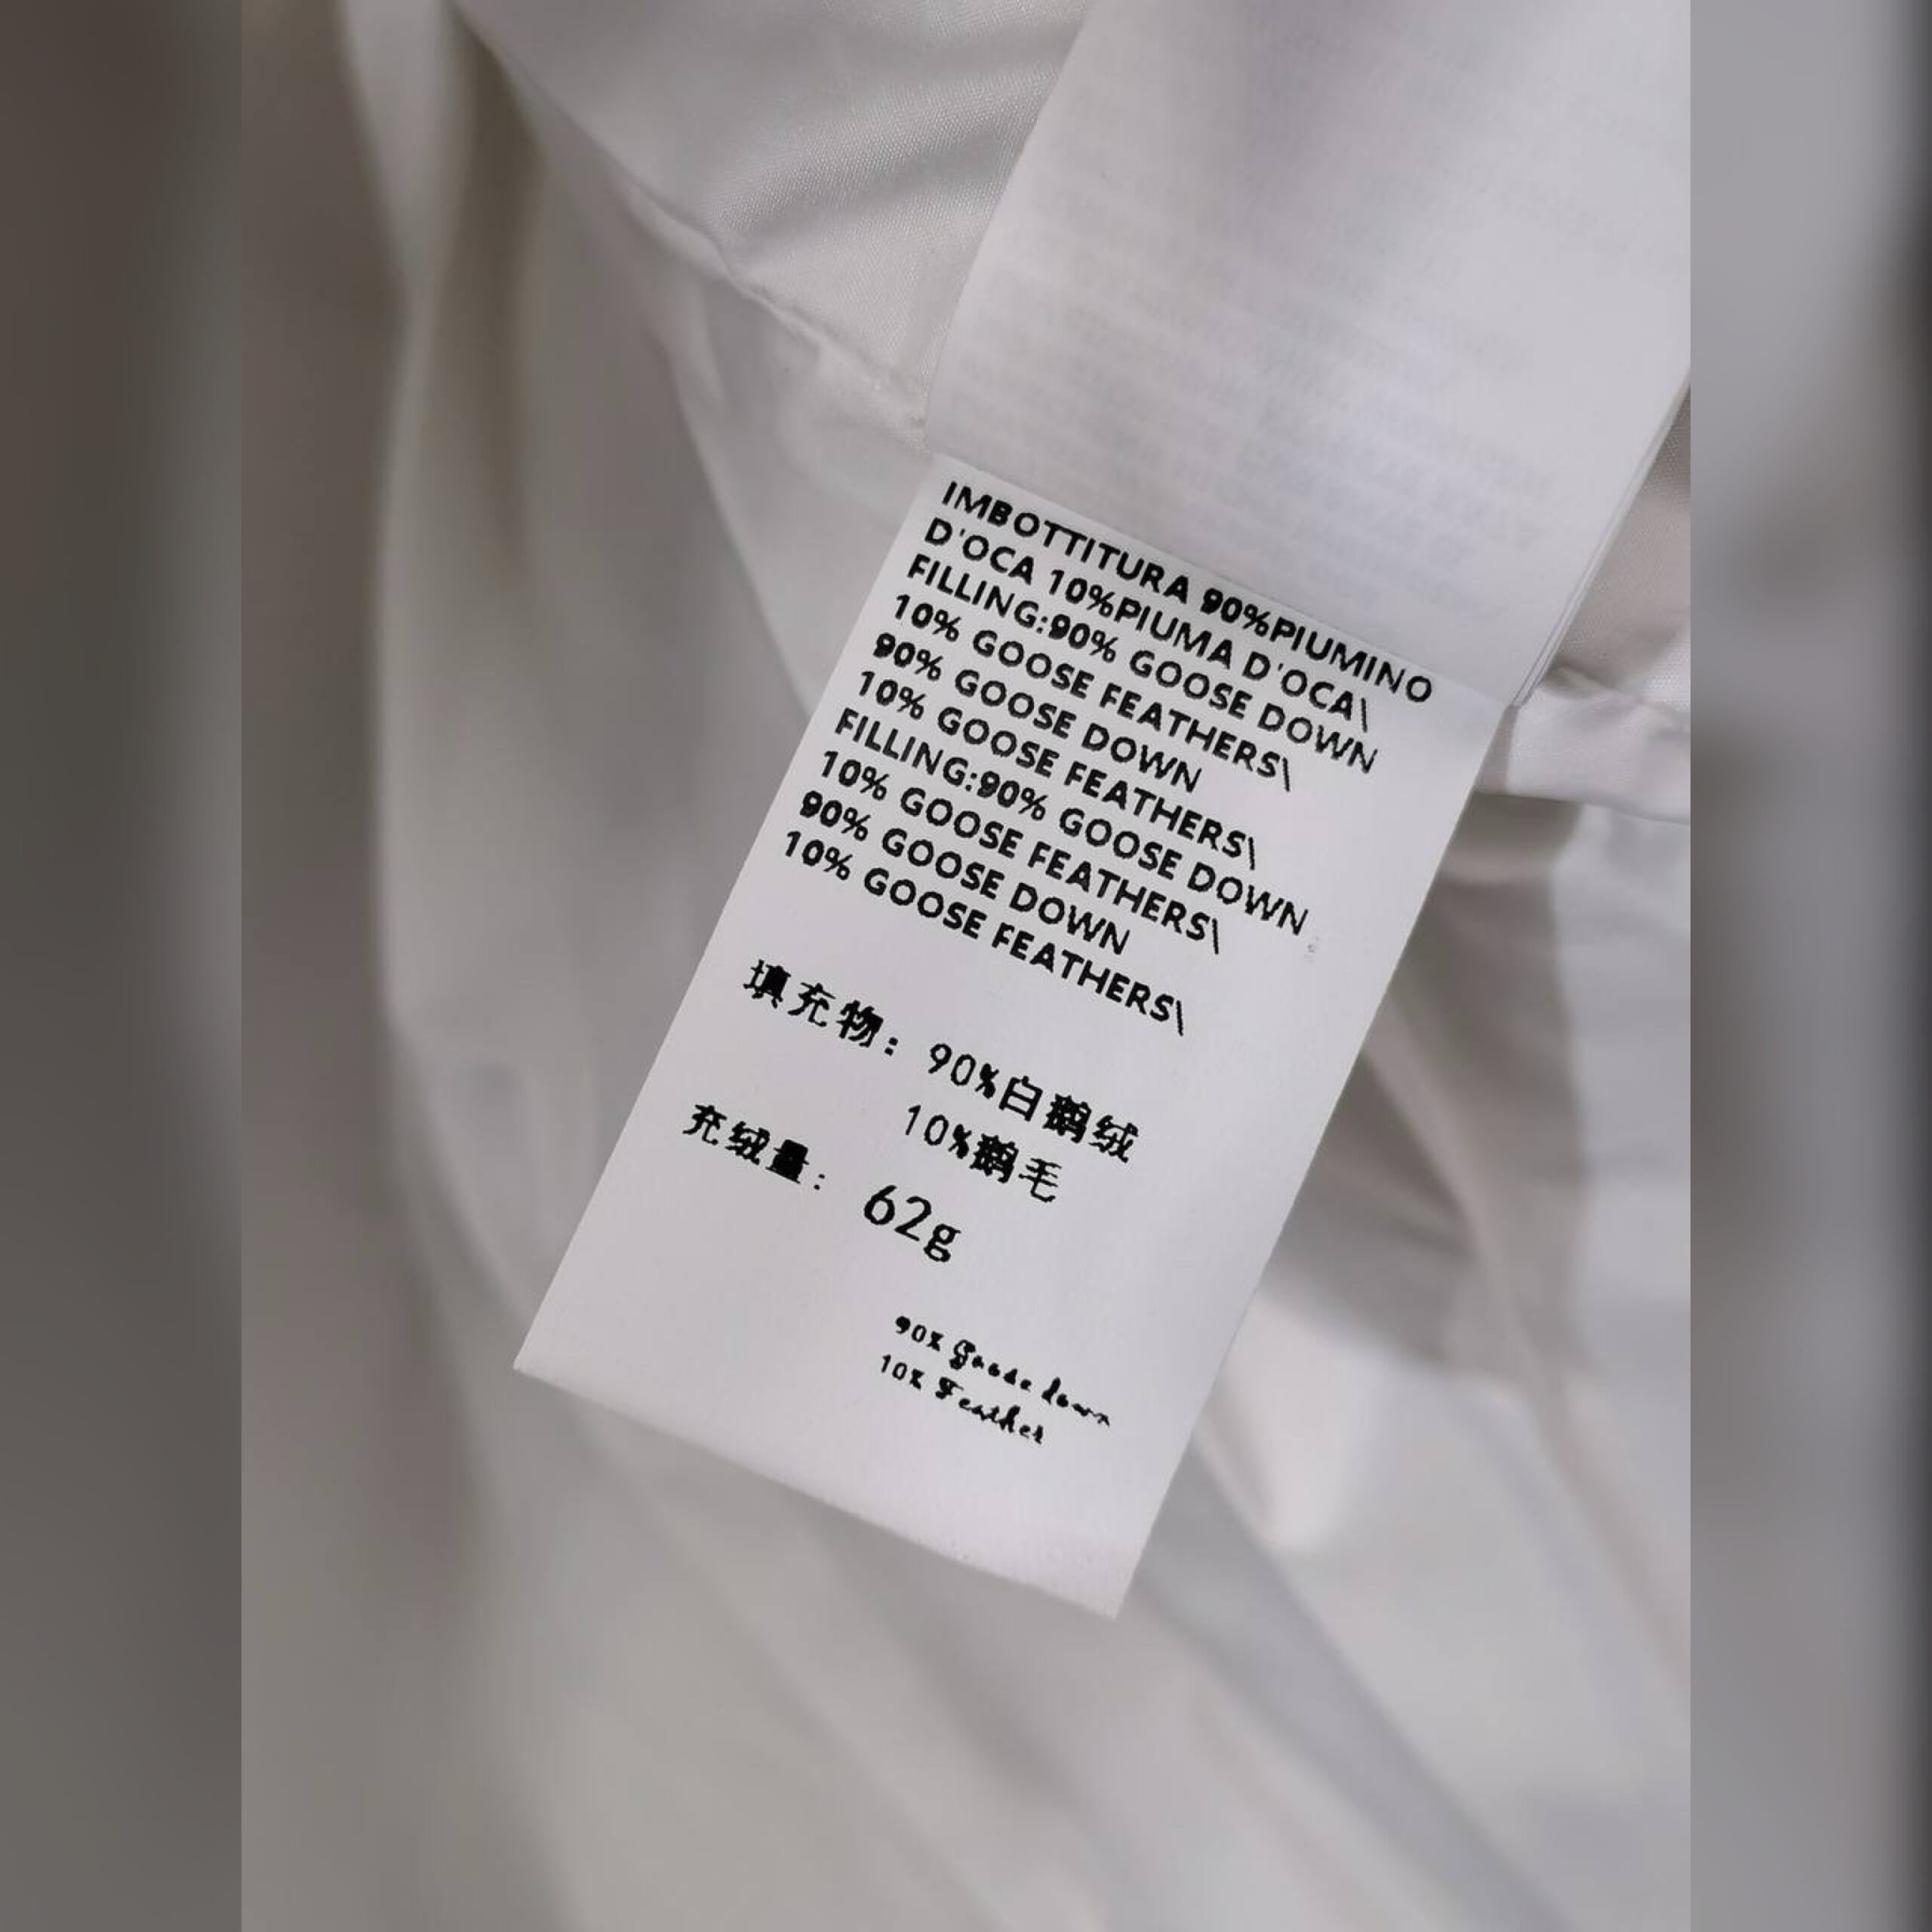 IMBOTTITURA 90%PIUMINO
D'OCA 10%PIUMA D'OCA\
FILLING:90% GOOSE DOWN
10% GOOSE FEATHERS\
90% GOOSE DOWN
10% GOOSE FEATHERS\
FILLING:90% GOOSE DOWN
10% GOOSE FEATHERS\
90% GOOSE DOWN
10% GOOSE FEATHERS\
填充物: 90%白鹅绒
10%鹅毛
充绒量: 62g
90% Goose down
10% Feather